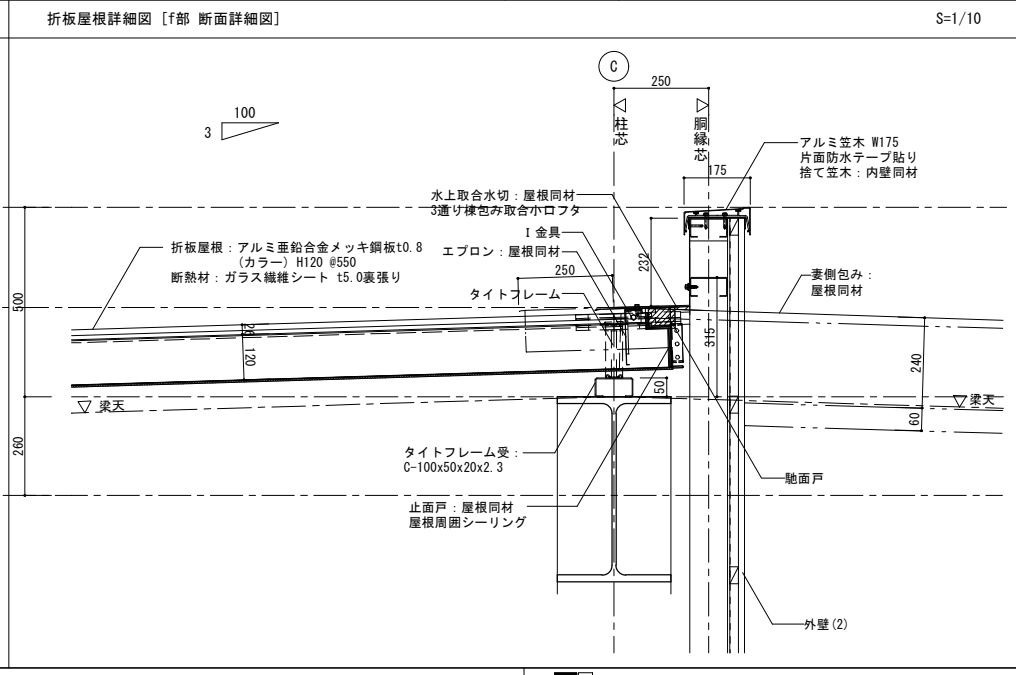 折板屋根詳細図 [f部 断面詳細図]
S=1/10
C
250
柱芯
胴縁芯
100
3
アルミ笠木 W175
片面防水テープ貼り
捨て笠木：内壁同材
175
水上取合水切：屋根同材
3通り棟包み取合小口フタ
I 金具
エプロン：屋根同材
250
タイトフレーム
折板屋根：アルミ亜鉛合金メッキ鋼板t0.8
(カラー) H120 @550
断熱材：ガラス繊維シート t5.0裏張り
232
妻側包み：
屋根同材
500
120
315
240
50
60
梁天
梁天
260
タイトフレーム受：
C-100x50x20x2.3
止面戸：屋根同材
屋根周囲シーリング
馳面戸
外壁(2)